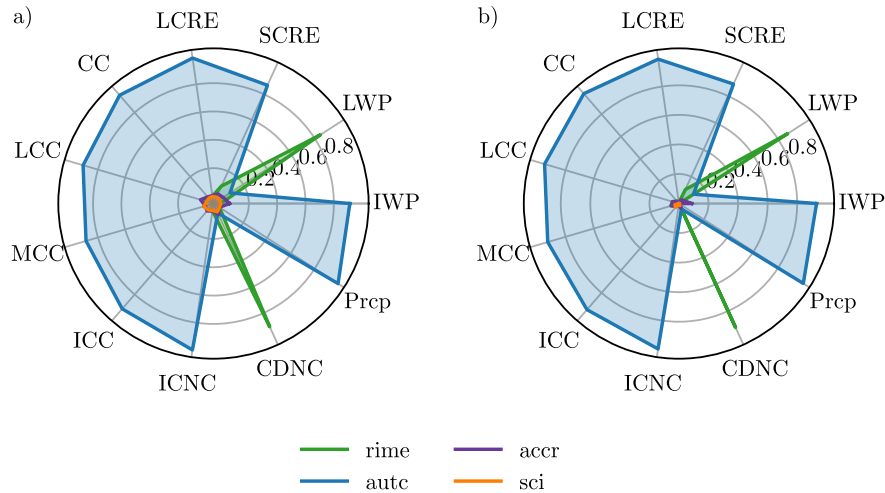 a)
LCRE
SCRE
CC
LWP
0.8
0.6
0.4
0.2
LCC
IWP
MCC
Prcp
ICC
CDNC
ICNC
b)
LCRE
SCRE
CC
LWP
0.8
0.6
0.4
0.2
LCC
IWP
MCC
Prcp
ICC
CDNC
ICNC
rime
accr
autc
sci